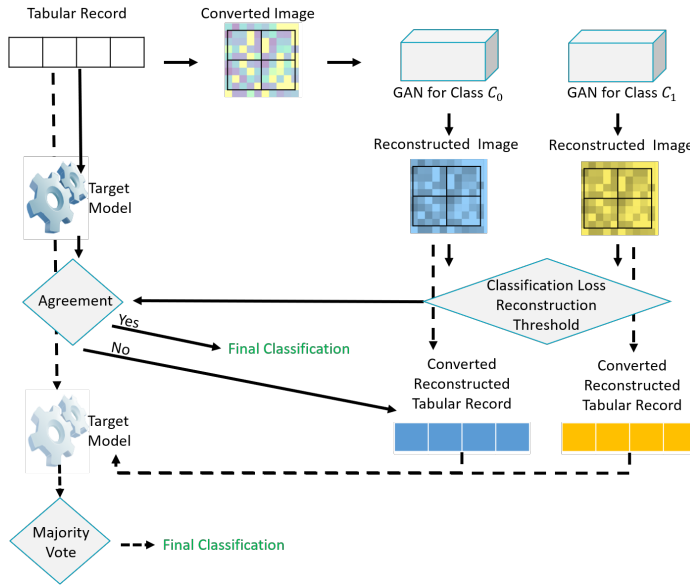 Tabular Record
Converted Image
GAN for Class C0
GAN for Class C1
Reconstructed Image
Reconstructed Image
Target
Model
Agreement
Classification Loss
Reconstruction
Threshold
Yes
Final Classification
No
Converted
Reconstructed
Tabular Record
Converted
Reconstructed
Tabular Record
Target
Model
Majority
Vote
Final Classification